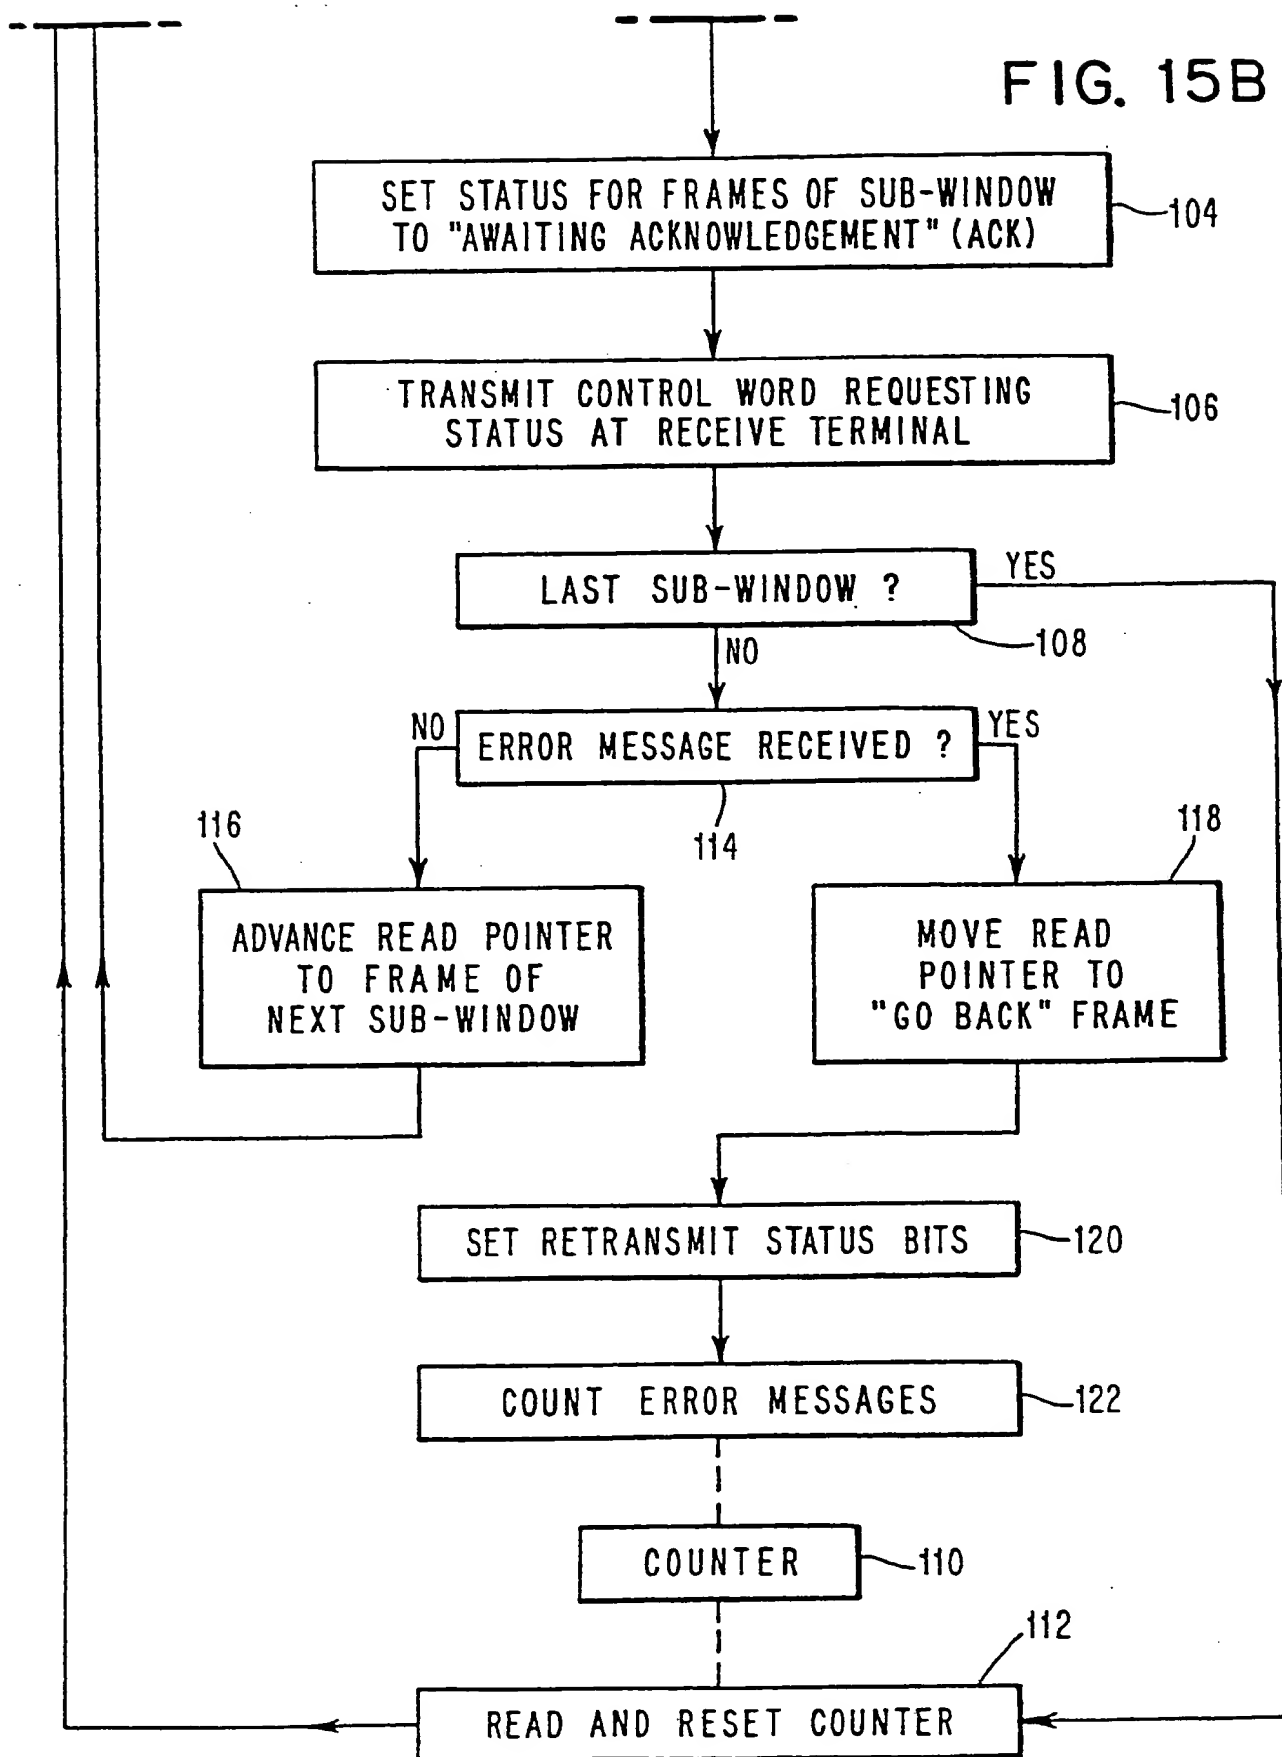 FIG. 15B
SET STATUS FOR FRAMES OF SUB-WINDOW
TO "AWAITING ACKNOWLEDGEMENT" (ACK)
104
TRANSMIT CONTROL WORD REQUESTING
STATUS AT RECEIVE TERMINAL
106
LAST SUB-WINDOW ?
YES
108
NO
NO
ERROR MESSAGE RECEIVED ?
YES
114
116
118
ADVANCE READ POINTER
TO FRAME OF
NEXT SUB-WINDOW
MOVE READ
POINTER TO
"GO BACK" FRAME
SET RETRANSMIT STATUS BITS
120
COUNT ERROR MESSAGES
122
COUNTER
110
112
READ AND RESET COUNTER